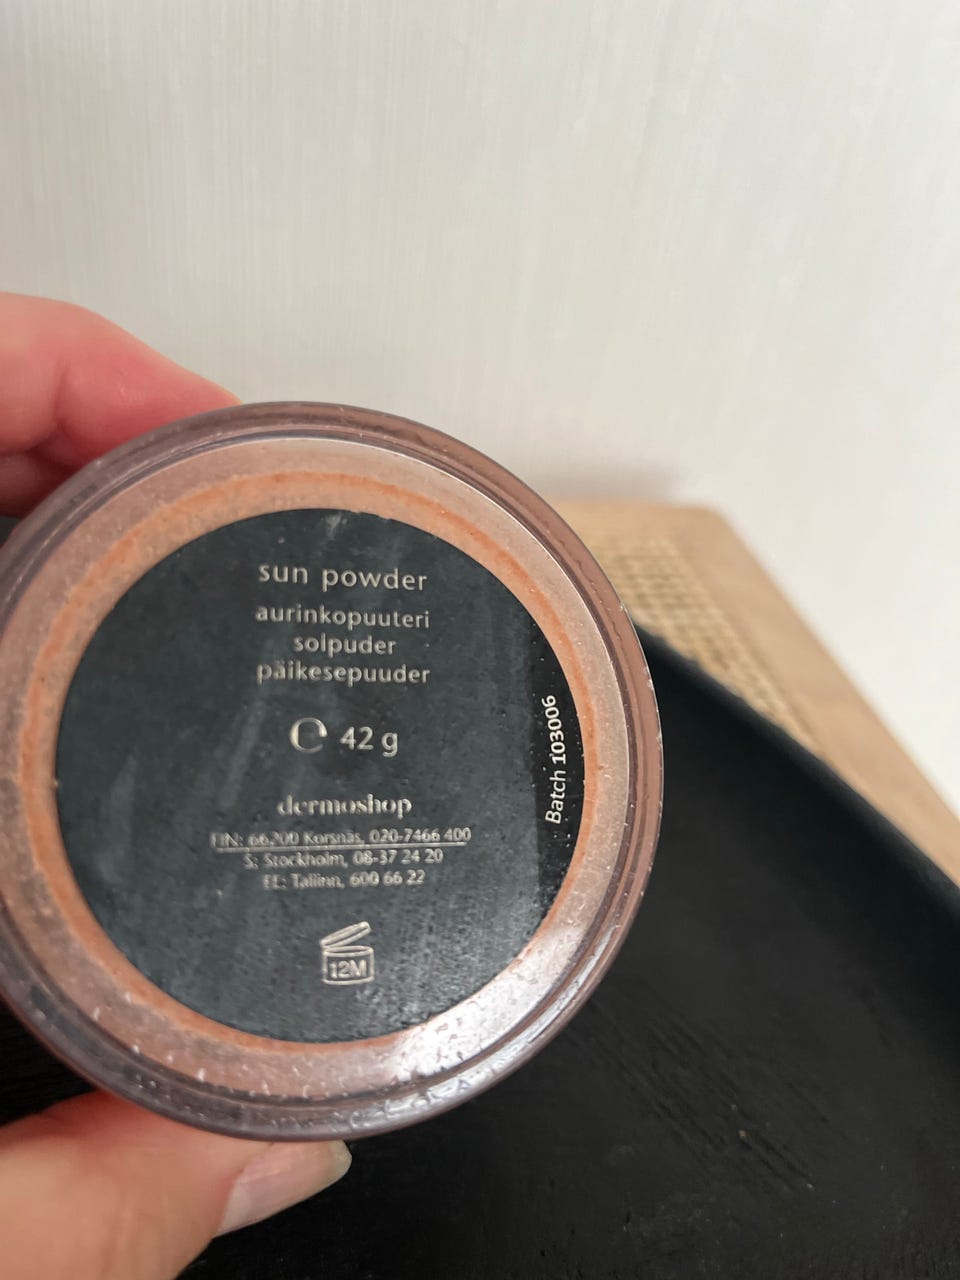 sun powder
aurinkopuuteri
solpuder
päikesepuuder
℮ 42 g
dermoshop
FIN: 66200 Korsnäs, 020-7466 400
S: Stockholm, 08-37 24 20
EE: Tallinn, 600 66 22
12M
Batch 103006